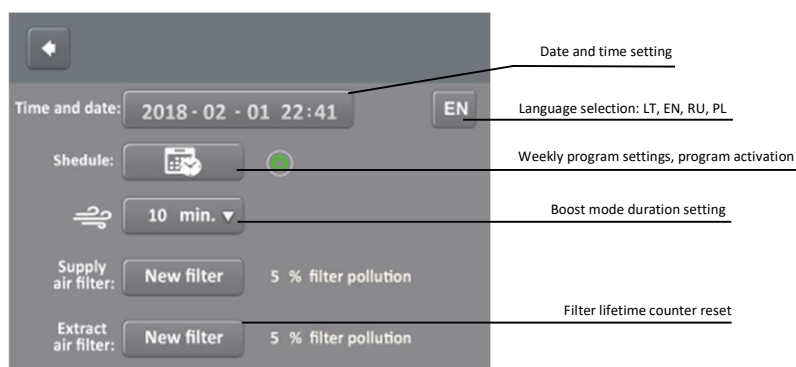 Date and time setting
Time and date: 2018-02-01 22:41 EN
Language selection: LT, EN, RU, PL
Shedule:
Weekly program settings, program activation
10 min. ▼
Boost mode duration setting
Supply
air filter: New filter 5 % filter pollution
Filter lifetime counter reset
Extract
air filter: New filter 5 % filter pollution